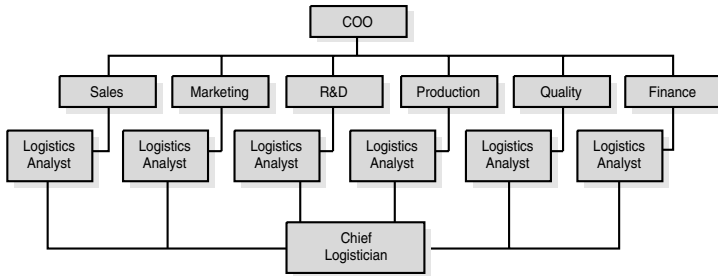 COO
Sales
Marketing
R&D
Production
Quality
Finance
Logistics
Analyst
Logistics
Analyst
Logistics
Analyst
Logistics
Analyst
Logistics
Analyst
Logistics
Analyst
Chief
Logistician